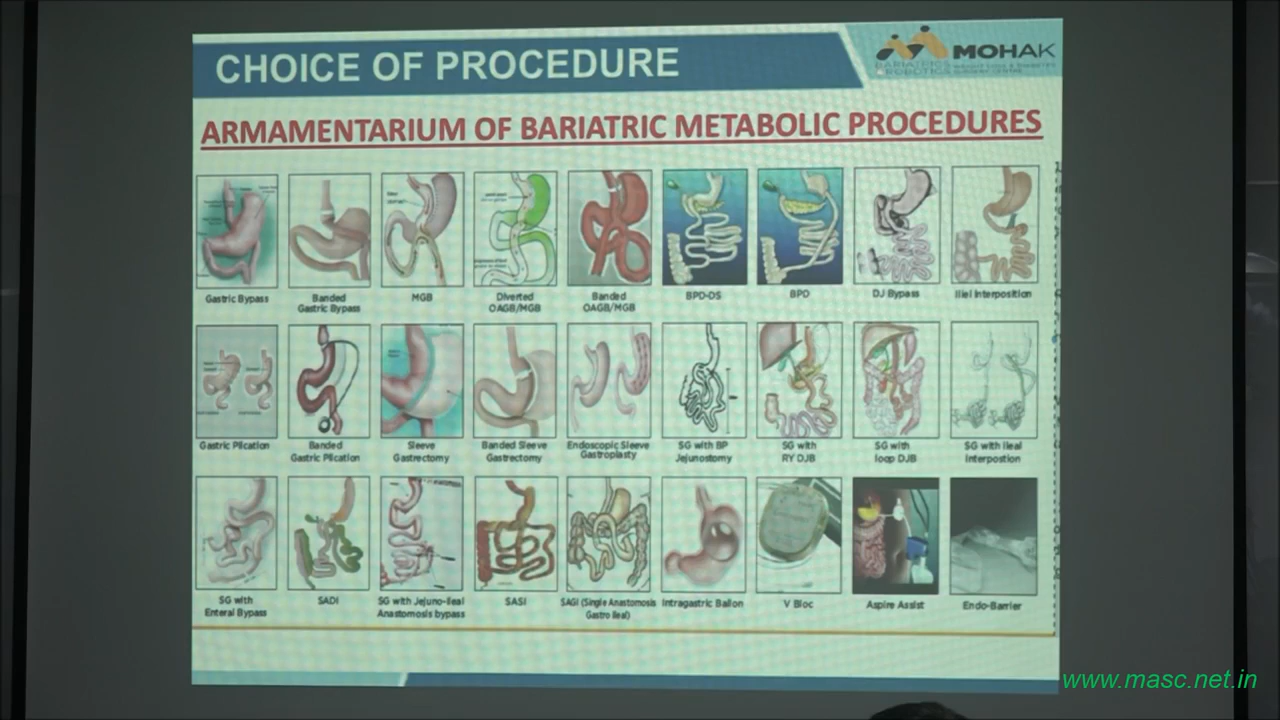 CHOICE OF PROCEDURE
MOHAK
BARIATRICS
& ROBOTICS
ARMAMENTARIUM OF BARIATRIC METABOLIC PROCEDURES
Gastric Bypass
Banded
Gastric Bypass
MGB
Diverted
OAGB/MGB
Banded
OAGB/MGB
BPD-DS
BPD
DJ Bypass
Iliel Interposition
Gastric Plication
Banded
Gastric Plication
Sleeve
Gastrectomy
Banded Sleeve
Gastrectomy
Endoscopic Sleeve
Gastroplasty
SG with BP
Jejunostomy
SG with
RY DJB
SG with
loop DJB
SG with Ileal
Interpostion
SG with
Enteral Bypass
SADI
SG with Jejuno-Ileal
Anastomosis bypass
SASI
SAGI (Single Anastomosis
Gastro Ileal)
Intragastric Ballon
V Bloc
Aspire Assist
Endo-Barrier
www.masc.net.in